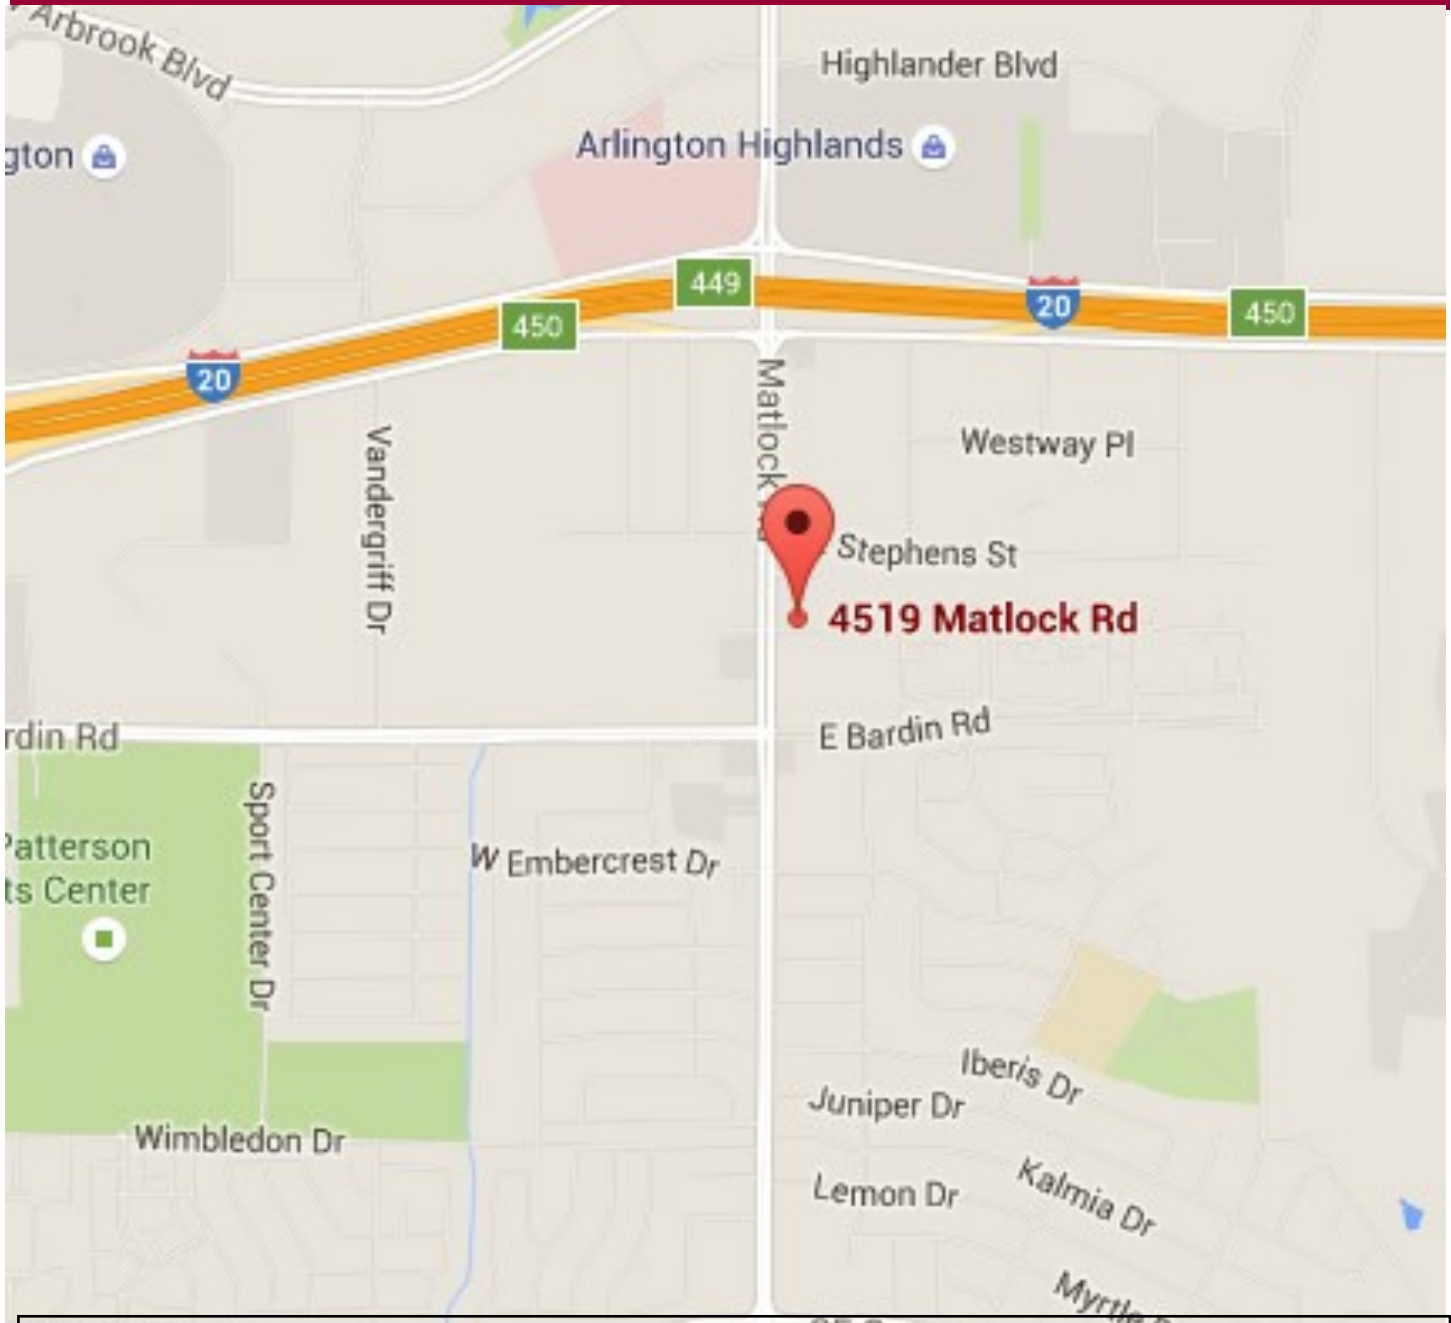 Arbrook Blvd
Highlander Blvd
gton
Arlington Highlands
449
450
20
450
20
Matlock
Vandergriff Dr
Westway Pl
Stephens St
4519 Matlock Rd
rdin Rd
E Bardin Rd
Sport Center Dr
Patterson
ts Center
W Embercrest Dr
Iberis Dr
Juniper Dr
Wimbledon Dr
Kalmia Dr
Lemon Dr
Myrtle